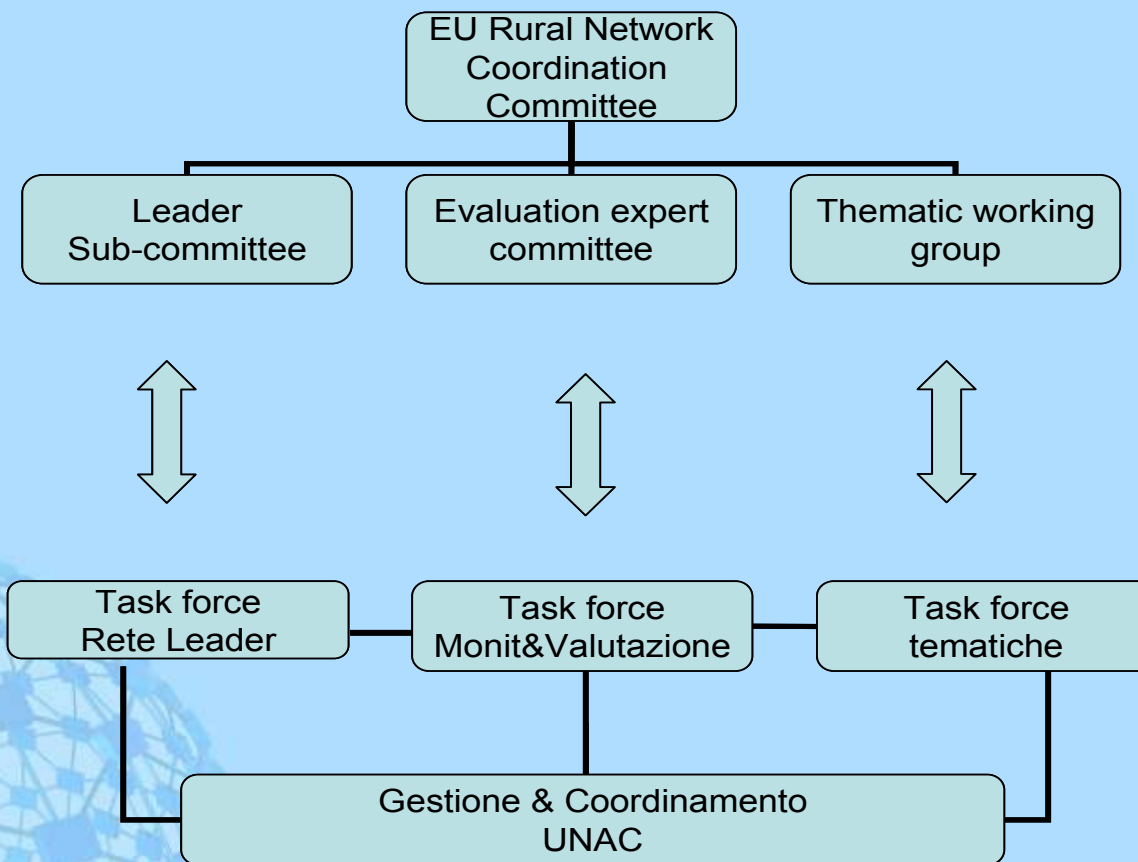 EU Rural Network
Coordination
Committee
Leader
Sub-committee
Evaluation expert
committee
Thematic working
group
Task force
Rete Leader
Task force
Monit&Valutazione
Task force
tematiche
Gestione & Coordinamento
UNAC